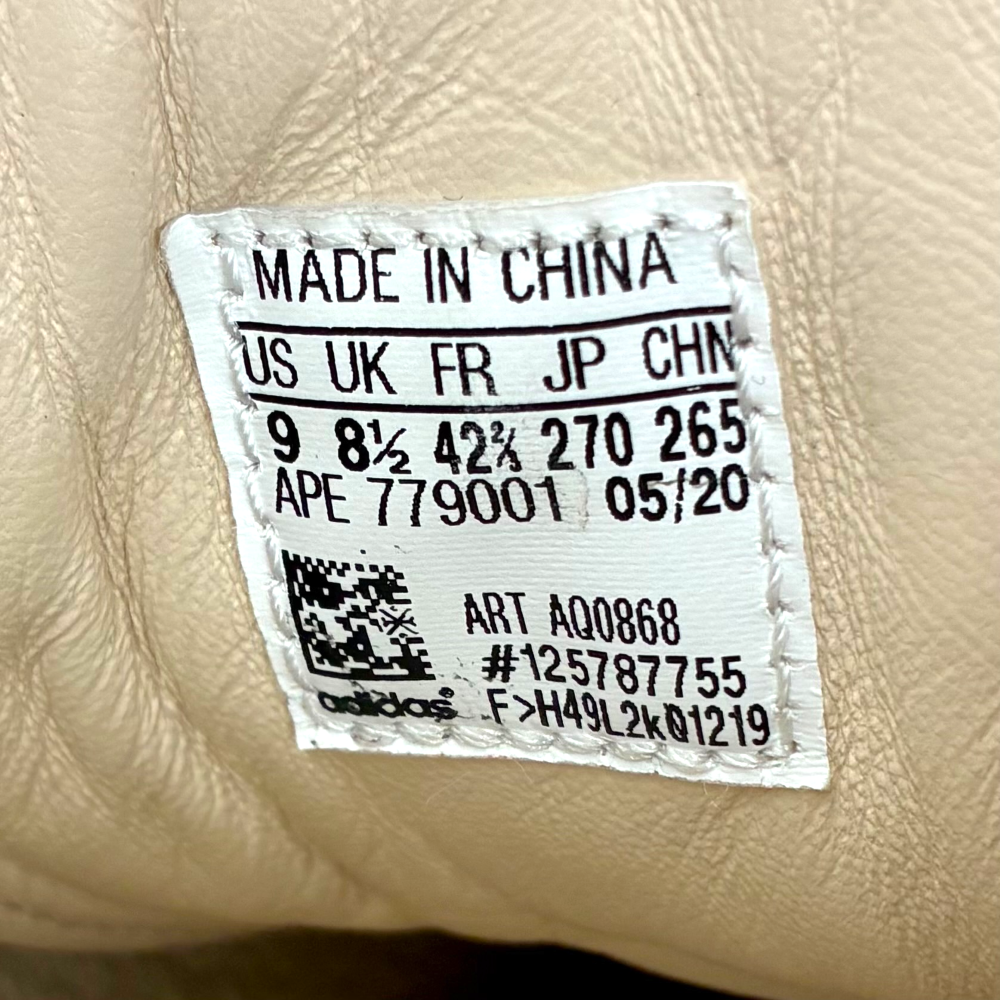 MADE IN CHINA
US UK FR JP CHN
9 8½ 42⅔ 270 265
APE 779001 05/20
ART AQ0868
#125787755
adidas® F>H49L2kQ1219